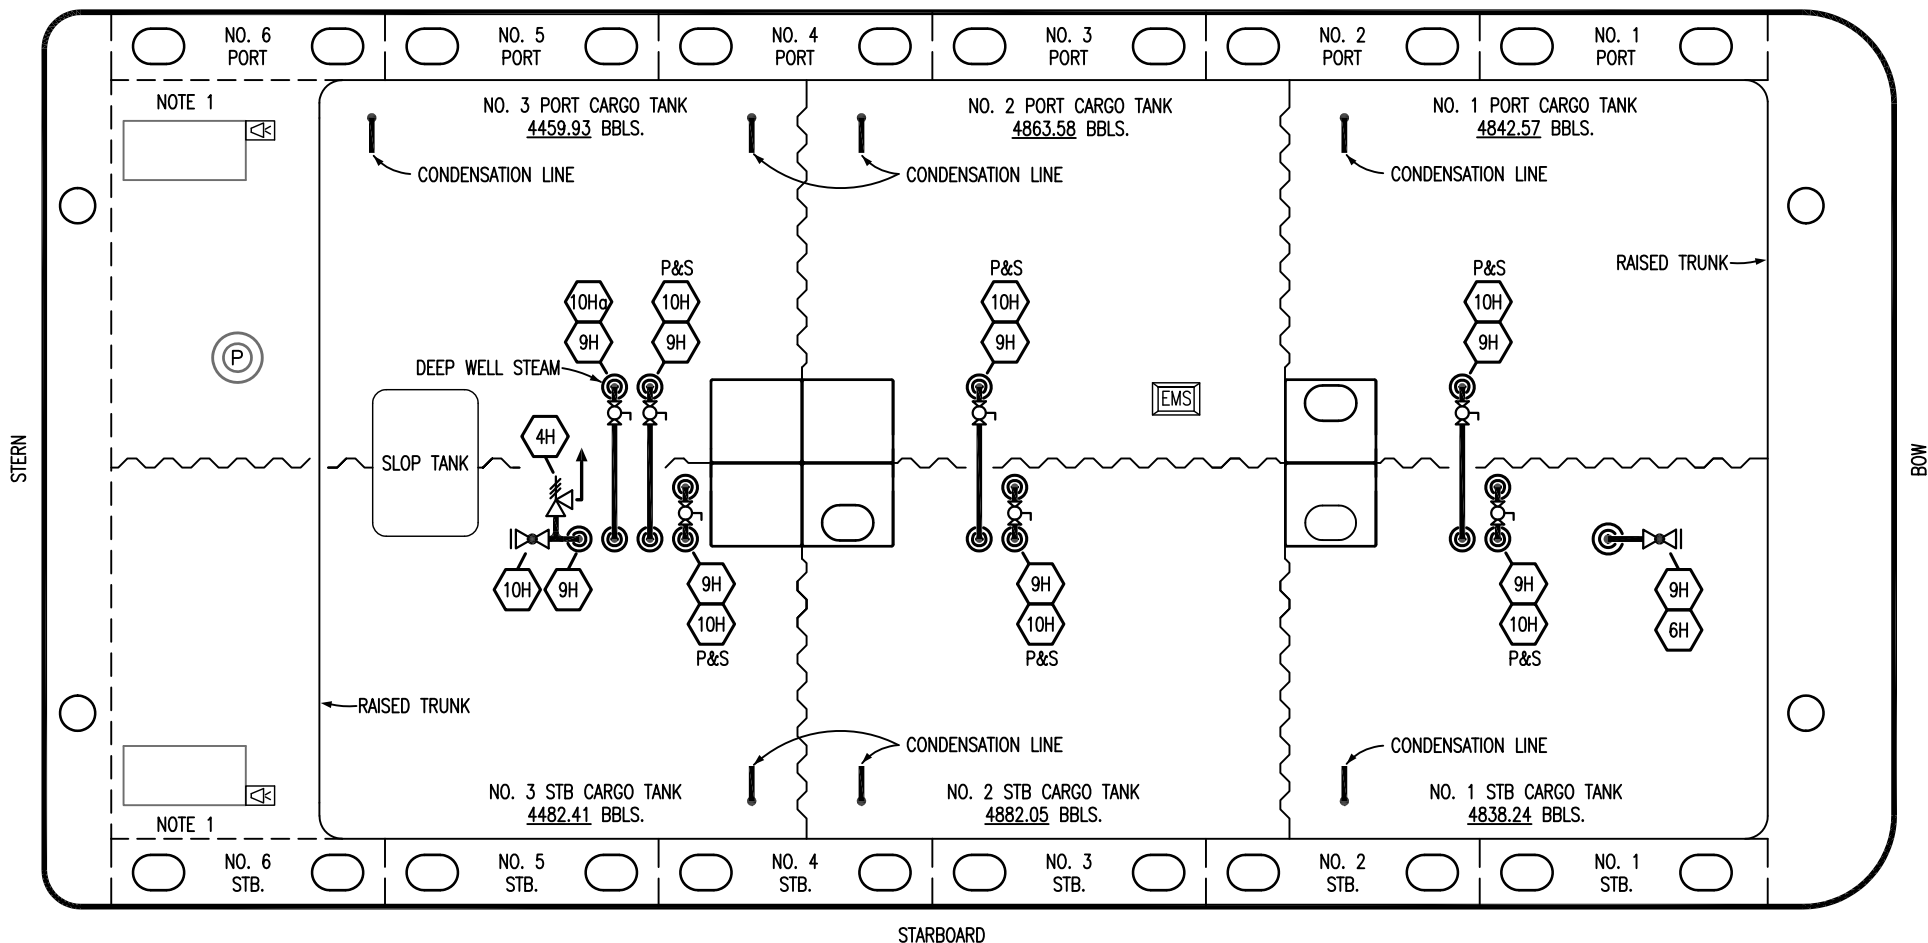 NO. 6
PORT
NO. 5
PORT
NO. 4
PORT
NO. 3
PORT
NO. 2
PORT
NO. 1
PORT
NOTE 1
NO. 3 PORT CARGO TANK
4459.93 BBLS.
NO. 2 PORT CARGO TANK
4863.58 BBLS.
NO. 1 PORT CARGO TANK
4842.57 BBLS.
CONDENSATION LINE
CONDENSATION LINE
CONDENSATION LINE
RAISED TRUNK
P&S
P&S
P&S
10Ha
10H
10H
10H
9H
9H
9H
9H
P
DEEP WELL STEAM
EMS
4H
STERN
SLOP TANK
BOW
10H
9H
9H
10H
P&S
9H
10H
P&S
9H
10H
P&S
9H
6H
RAISED TRUNK
CONDENSATION LINE
CONDENSATION LINE
NO. 3 STB CARGO TANK
4482.41 BBLS.
NO. 2 STB CARGO TANK
4882.05 BBLS.
NO. 1 STB CARGO TANK
4838.24 BBLS.
NOTE 1
NO. 6
STB.
NO. 5
STB.
NO. 4
STB.
NO. 3
STB.
NO. 2
STB.
NO. 1
STB.
STARBOARD